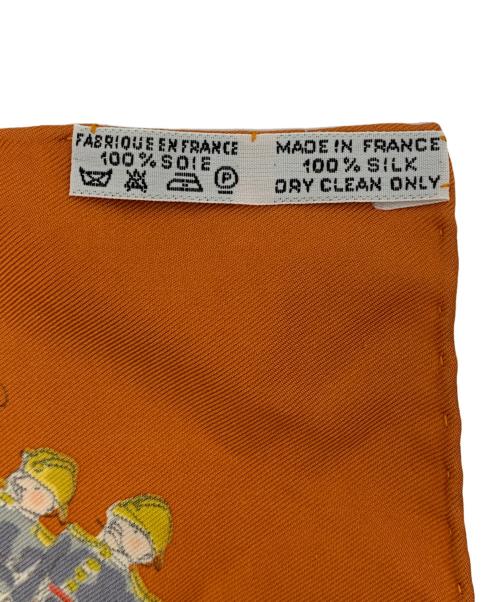 FABRIQUE EN FRANCE
100% SOIE
P
MADE IN FRANCE
100% SILK
DRY CLEAN ONLY